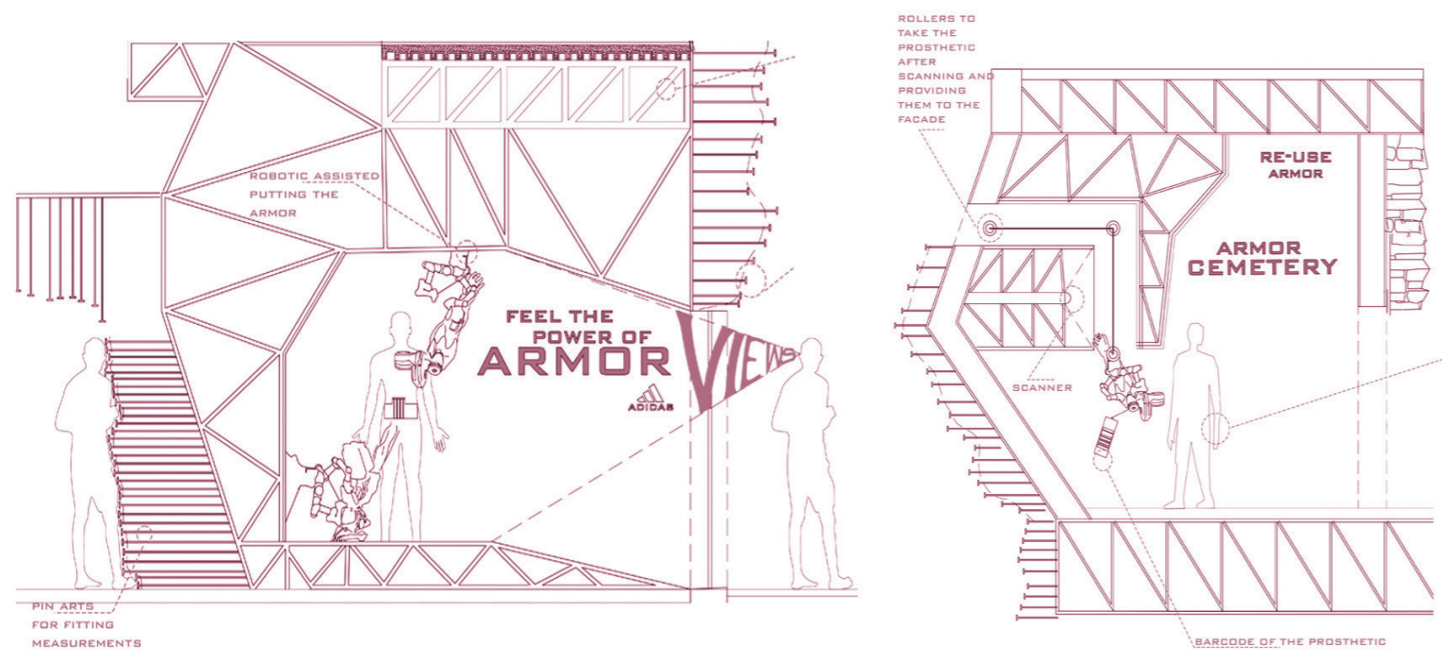 ROBOTIC ASSISTED
PUTTING THE
ARMOR
FEEL THE
POWER OF
ARMOR
ADIDAS
VIEWS
PIN ARTS
FOR FITTING
MEASUREMENTS
ROLLERS TO
TAKE THE
PROSTHETIC
AFTER
SCANNING AND
PROVIDING
THEM TO THE
FACADE
RE-USE
ARMOR
ARMOR
CEMETERY
SCANNER
BARCODE OF THE PROSTHETIC